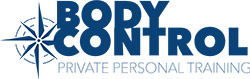 BODY
CONTROL
PRIVATE PERSONAL TRAINING